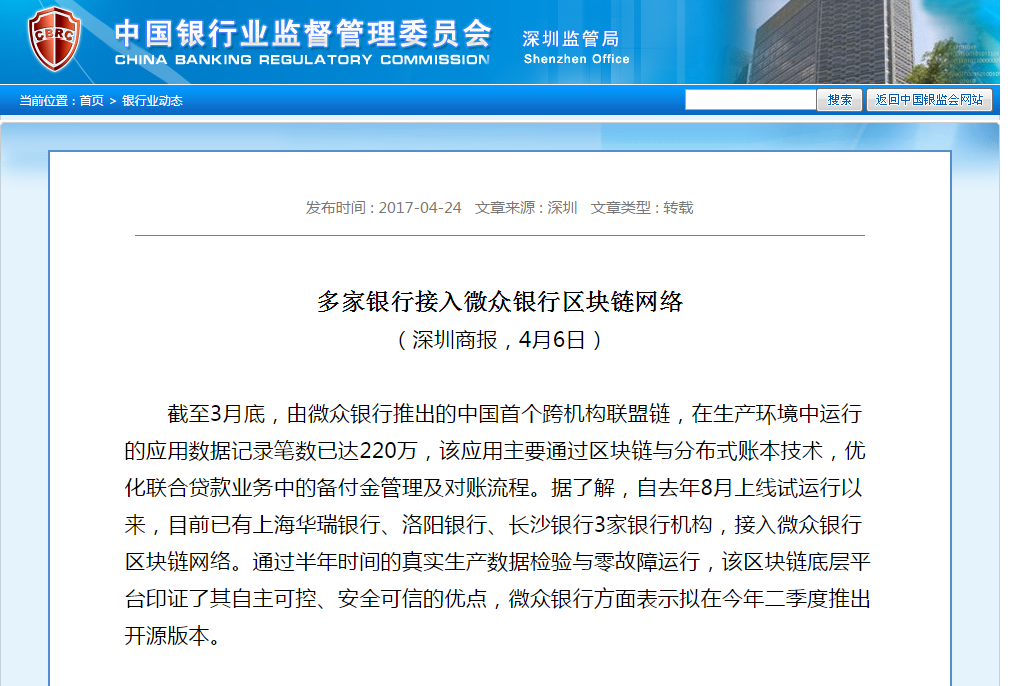 CBRC
中国银行业监督管理委员会
CHINA BANKING REGULATORY COMMISSION
深圳监管局
Shenzhen Office
当前位置：首页 > 银行业动态
搜索
返回中国银监会网站
发布时间：2017-04-24 文章来源：深圳 文章类型：转载
多家银行接入微众银行区块链网络
（深圳商报，4月6日）
截至3月底，由微众银行推出的中国首个跨机构联盟链，在生产环境中运行
的应用数据记录笔数已达220万，该应用主要通过区块链与分布式账本技术，优
化联合贷款业务中的备付金管理及对账流程。据了解，自去年8月上线试运行以
来，目前已有上海华瑞银行、洛阳银行、长沙银行3家银行机构，接入微众银行
区块链网络。通过半年时间的真实生产数据检验与零故障运行，该区块链底层平
台印证了其自主可控、安全可信的优点，微众银行方面表示拟在今年二季度推出
开源版本。